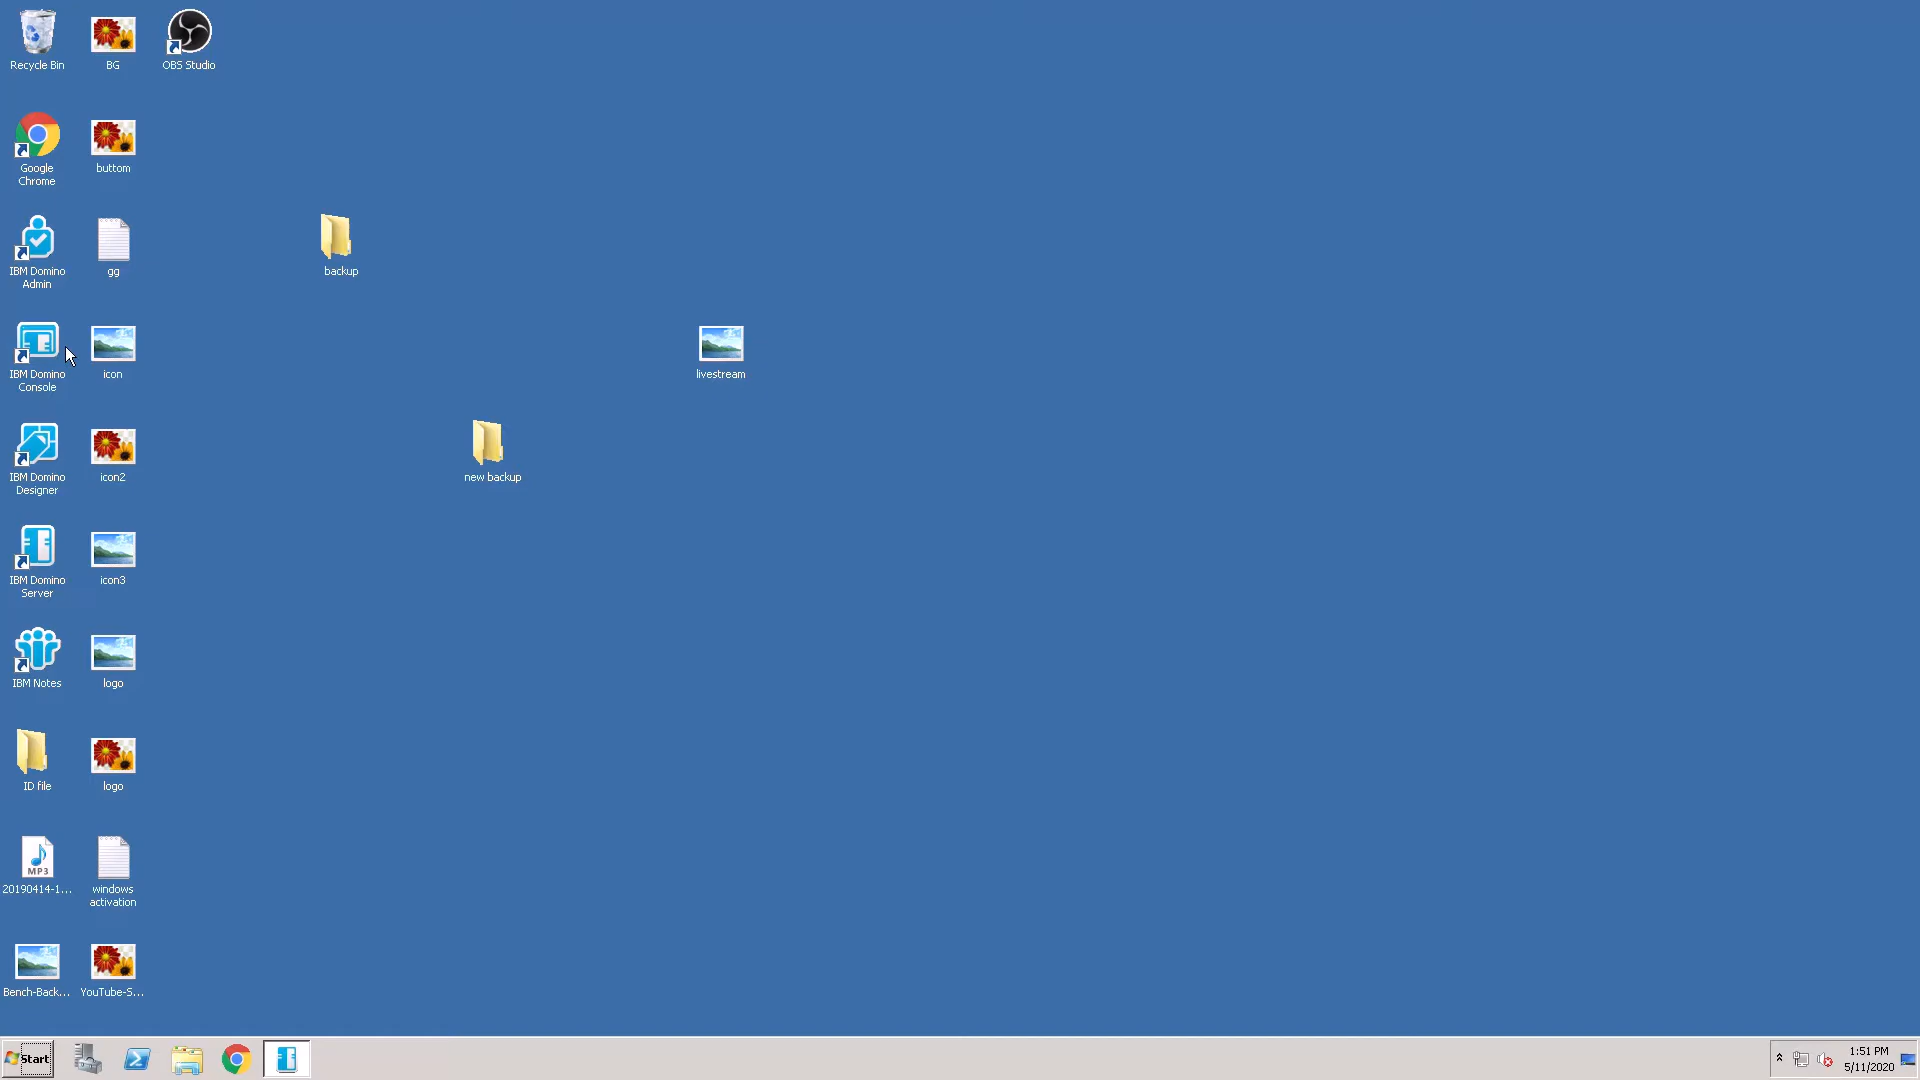 Recycle Bin
BG
OBS Studio
Google
Chrome
buttom
IBM Domino
Admin
gg
backup
IBM Domino
Console
icon
livestream
IBM Domino
Designer
icon2
new backup
IBM Domino
Server
icon3
IBM Notes
logo
ID file
logo
MP3
20190414-1...
windows
activation
Bench-Back...
YouTube-S...
Start
1:51 PM
5/11/2020